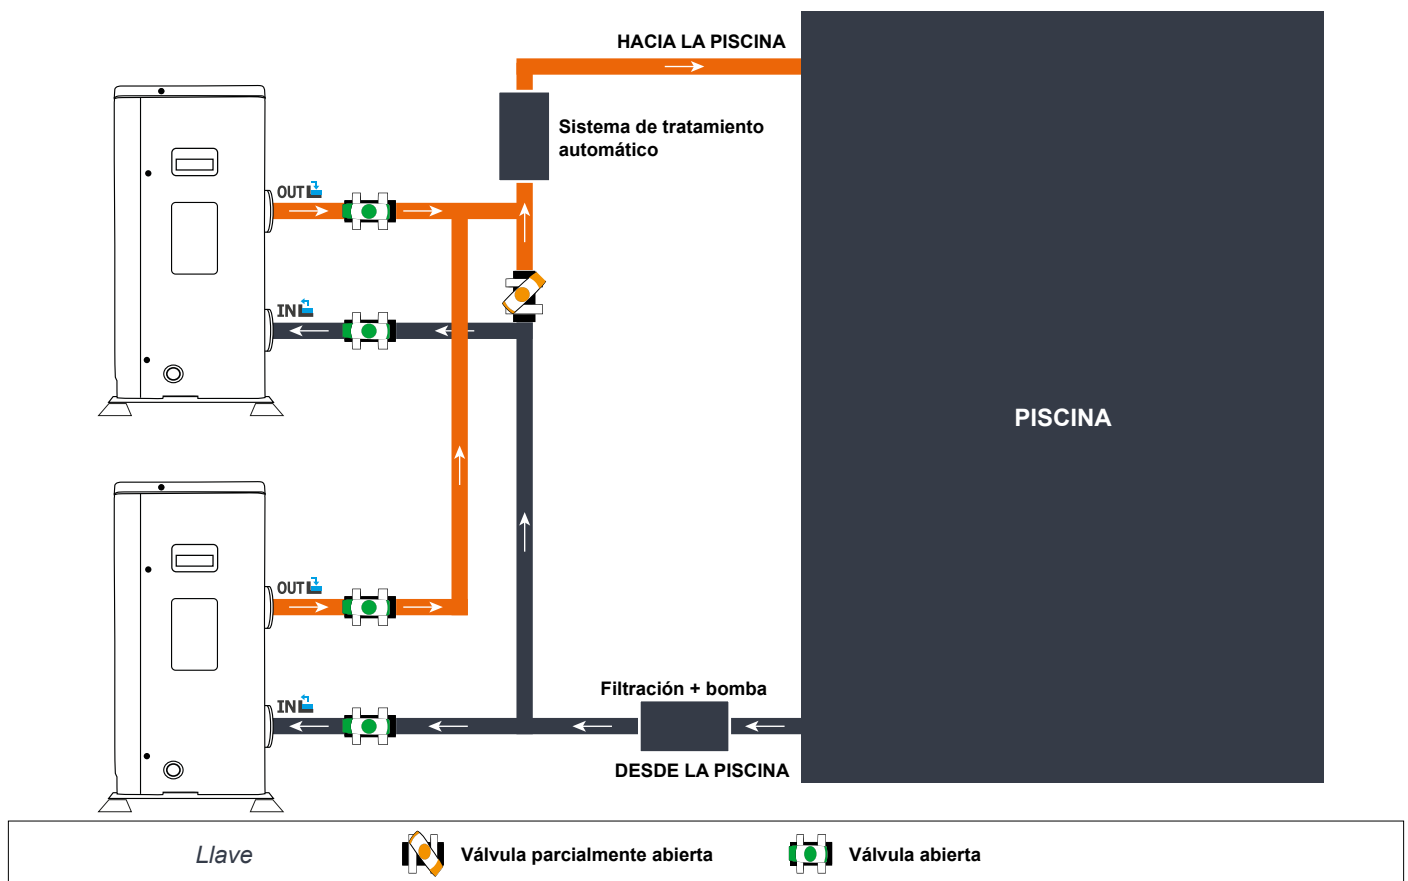 HACIA LA PISCINA
Sistema de tratamiento
automático
OUT
IN
PISCINA
OUT
IN
Filtración + bomba
DESDE LA PISCINA
Llave
Válvula parcialmente abierta
Válvula abierta